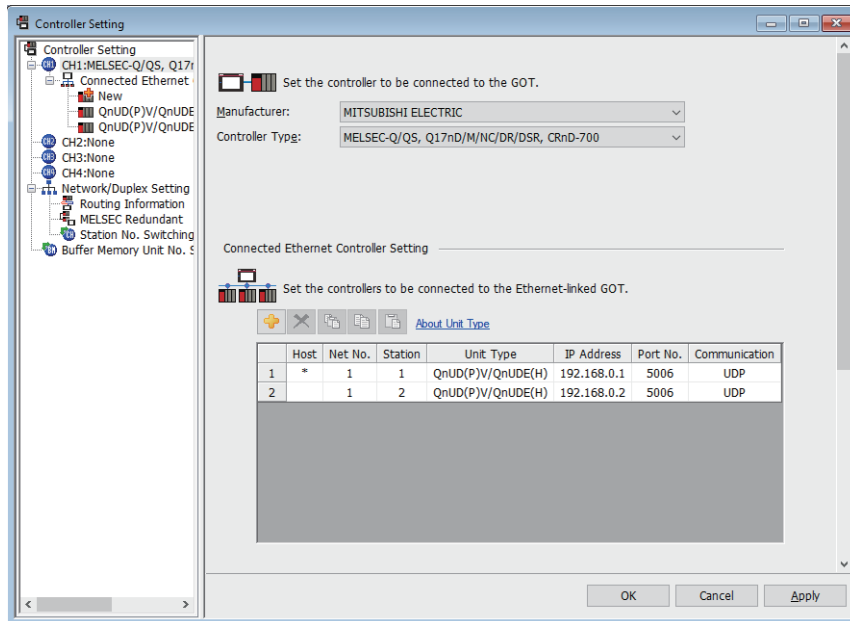 Controller Setting
Controller Setting
CH1:MELSEC-Q/QS, Q17n
Connected Ethernet
New
QnUD(P)V/QnUDE
QnUD(P)V/QnUDE
CH2:None
CH3:None
CH4:None
Network/Duplex Setting
Routing Information
MELSEC Redundant
Station No. Switching
Buffer Memory Unit No. S
Set the controller to be connected to the GOT.
Manufacturer: MITSUBISHI ELECTRIC
Controller Type: MELSEC-Q/QS, Q17nD/M/NC/DR/DSR, CRnD-700
Connected Ethernet Controller Setting
Set the controllers to be connected to the Ethernet-linked GOT.
About Unit Type
Host Net No. Station Unit Type IP Address Port No. Communication
1 * 1 1 QnUD(P)V/QnUDE(H) 192.168.0.1 5006 UDP
2 1 2 QnUD(P)V/QnUDE(H) 192.168.0.2 5006 UDP
OK Cancel Apply